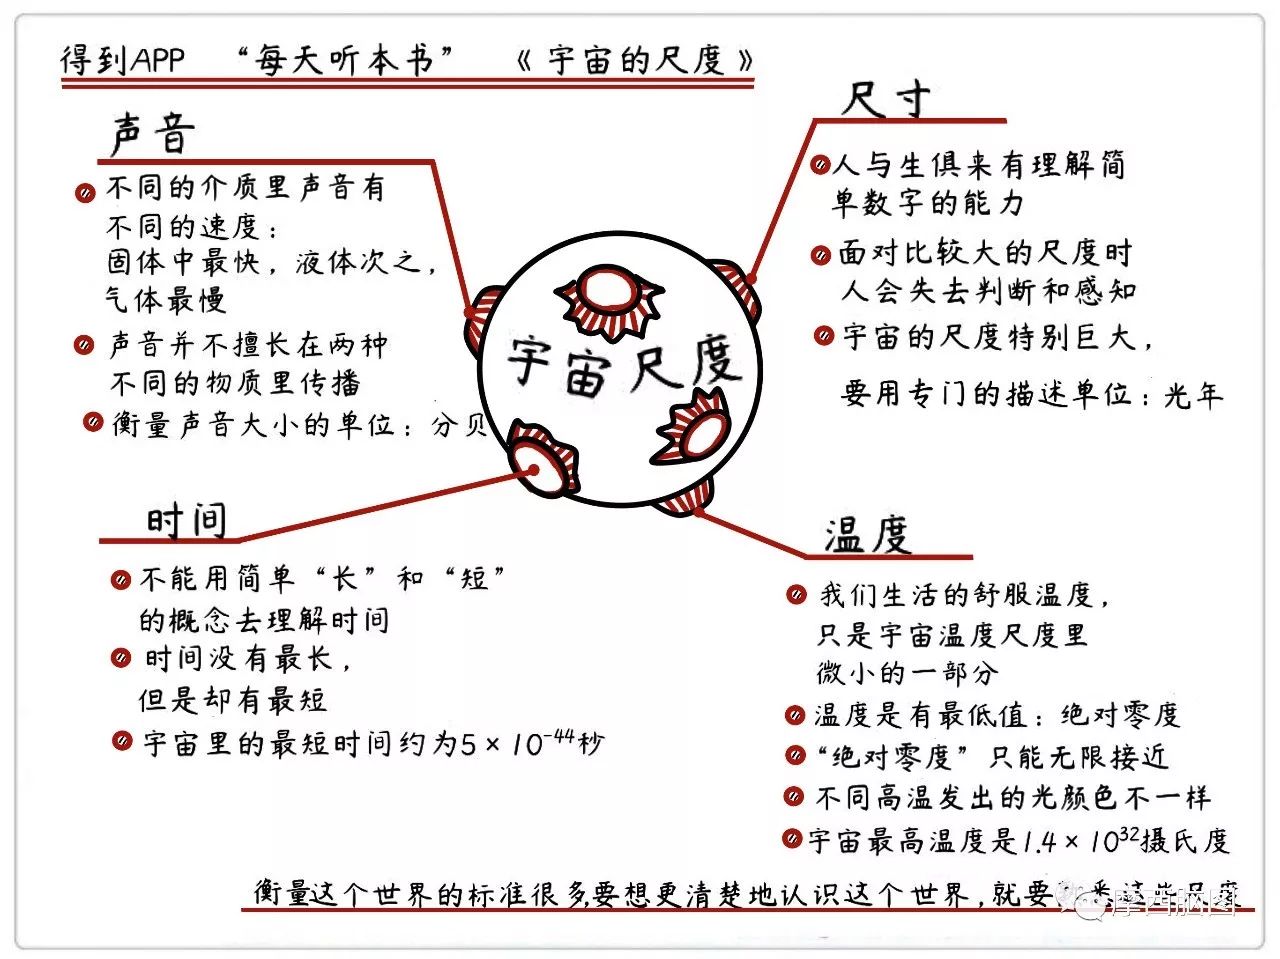 得到APP “每天听本书” 《宇宙的尺度》
声音
不同的介质里声音有
不同的速度：
固体中最快，液体次之，
气体最慢
声音并不擅长在两种
不同的物质里传播
衡量声音大小的单位：分贝
尺寸
人与生俱来有理解简
单数字的能力
面对比较大的尺度时
人会失去判断和感知
宇宙的尺度特别巨大，
要用专门的描述单位：光年
宇宙尺度
时间
不能用简单“长”和“短”
的概念去理解时间
时间没有最长，
但是却有最短
宇宙里的最短时间约为5×10⁻⁴⁴秒
温度
我们生活的舒服温度，
只是宇宙温度尺度里
微小的一部分
温度是有最低值：绝对零度
“绝对零度”只能无限接近
不同高温发出的光颜色不一样
宇宙最高温度是1.4×10³²摄氏度
衡量这个世界的标准很多,要想更清楚地认识这个世界,就要
摩西脑图